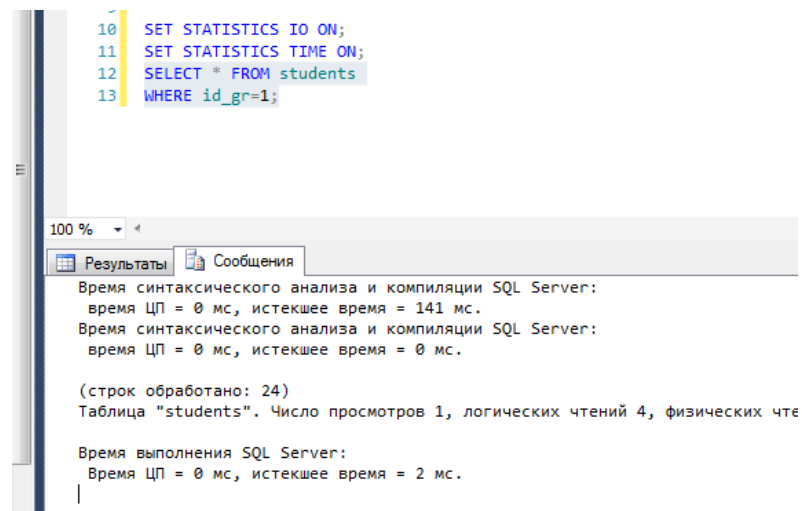 10 SET STATISTICS IO ON;
11 SET STATISTICS TIME ON;
12 SELECT * FROM students
13 WHERE id_gr=1;
100 %
Результаты Сообщения
Время синтаксического анализа и компиляции SQL Server:
время ЦП = 0 мс, истекшее время = 141 мс.
Время синтаксического анализа и компиляции SQL Server:
время ЦП = 0 мс, истекшее время = 0 мс.
(строк обработано: 24)
Таблица "students". Число просмотров 1, логических чтений 4, физических чте
Время выполнения SQL Server:
Время ЦП = 0 мс, истекшее время = 2 мс.